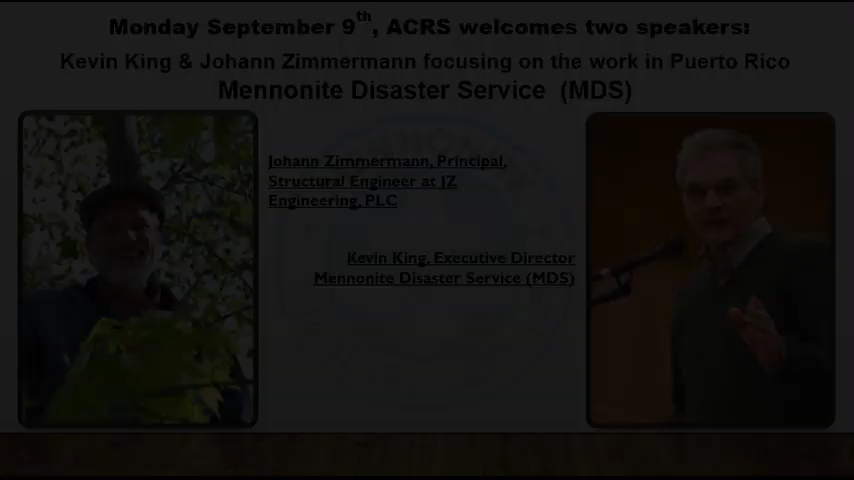 Monday September 9th, ACRS welcomes two speakers:
Kevin King & Johann Zimmermann focusing on the work in Puerto Rico
Mennonite Disaster Service (MDS)
Johann Zimmermann, Principal,
Structural Engineer at JZ
Engineering, PLC
Kevin King, Executive Director
Mennonite Disaster Service (MDS)